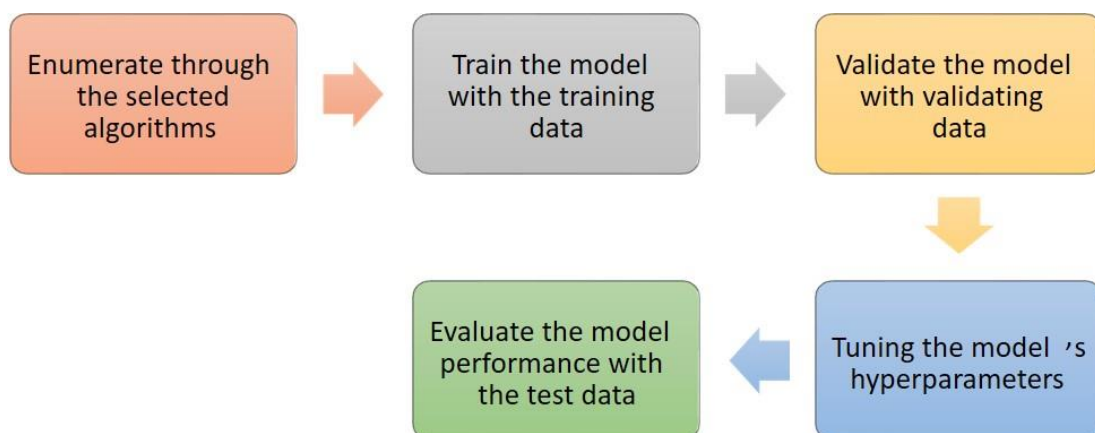 Enumerate through
the selected
algorithms
Train the model
with the training
data
Validate the model
with validating
data
Tuning the model 's
hyperparameters
Evaluate the model
performance with
the test data